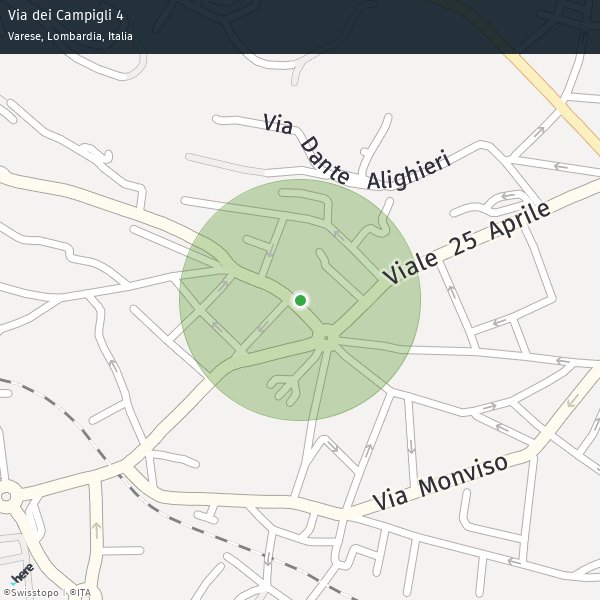 Via dei Campigli 4
Varese, Lombardia, Italia
Via Dante Alighieri
Viale 25 Aprile
Via Monviso
here
©Swisstopo | ©ITA